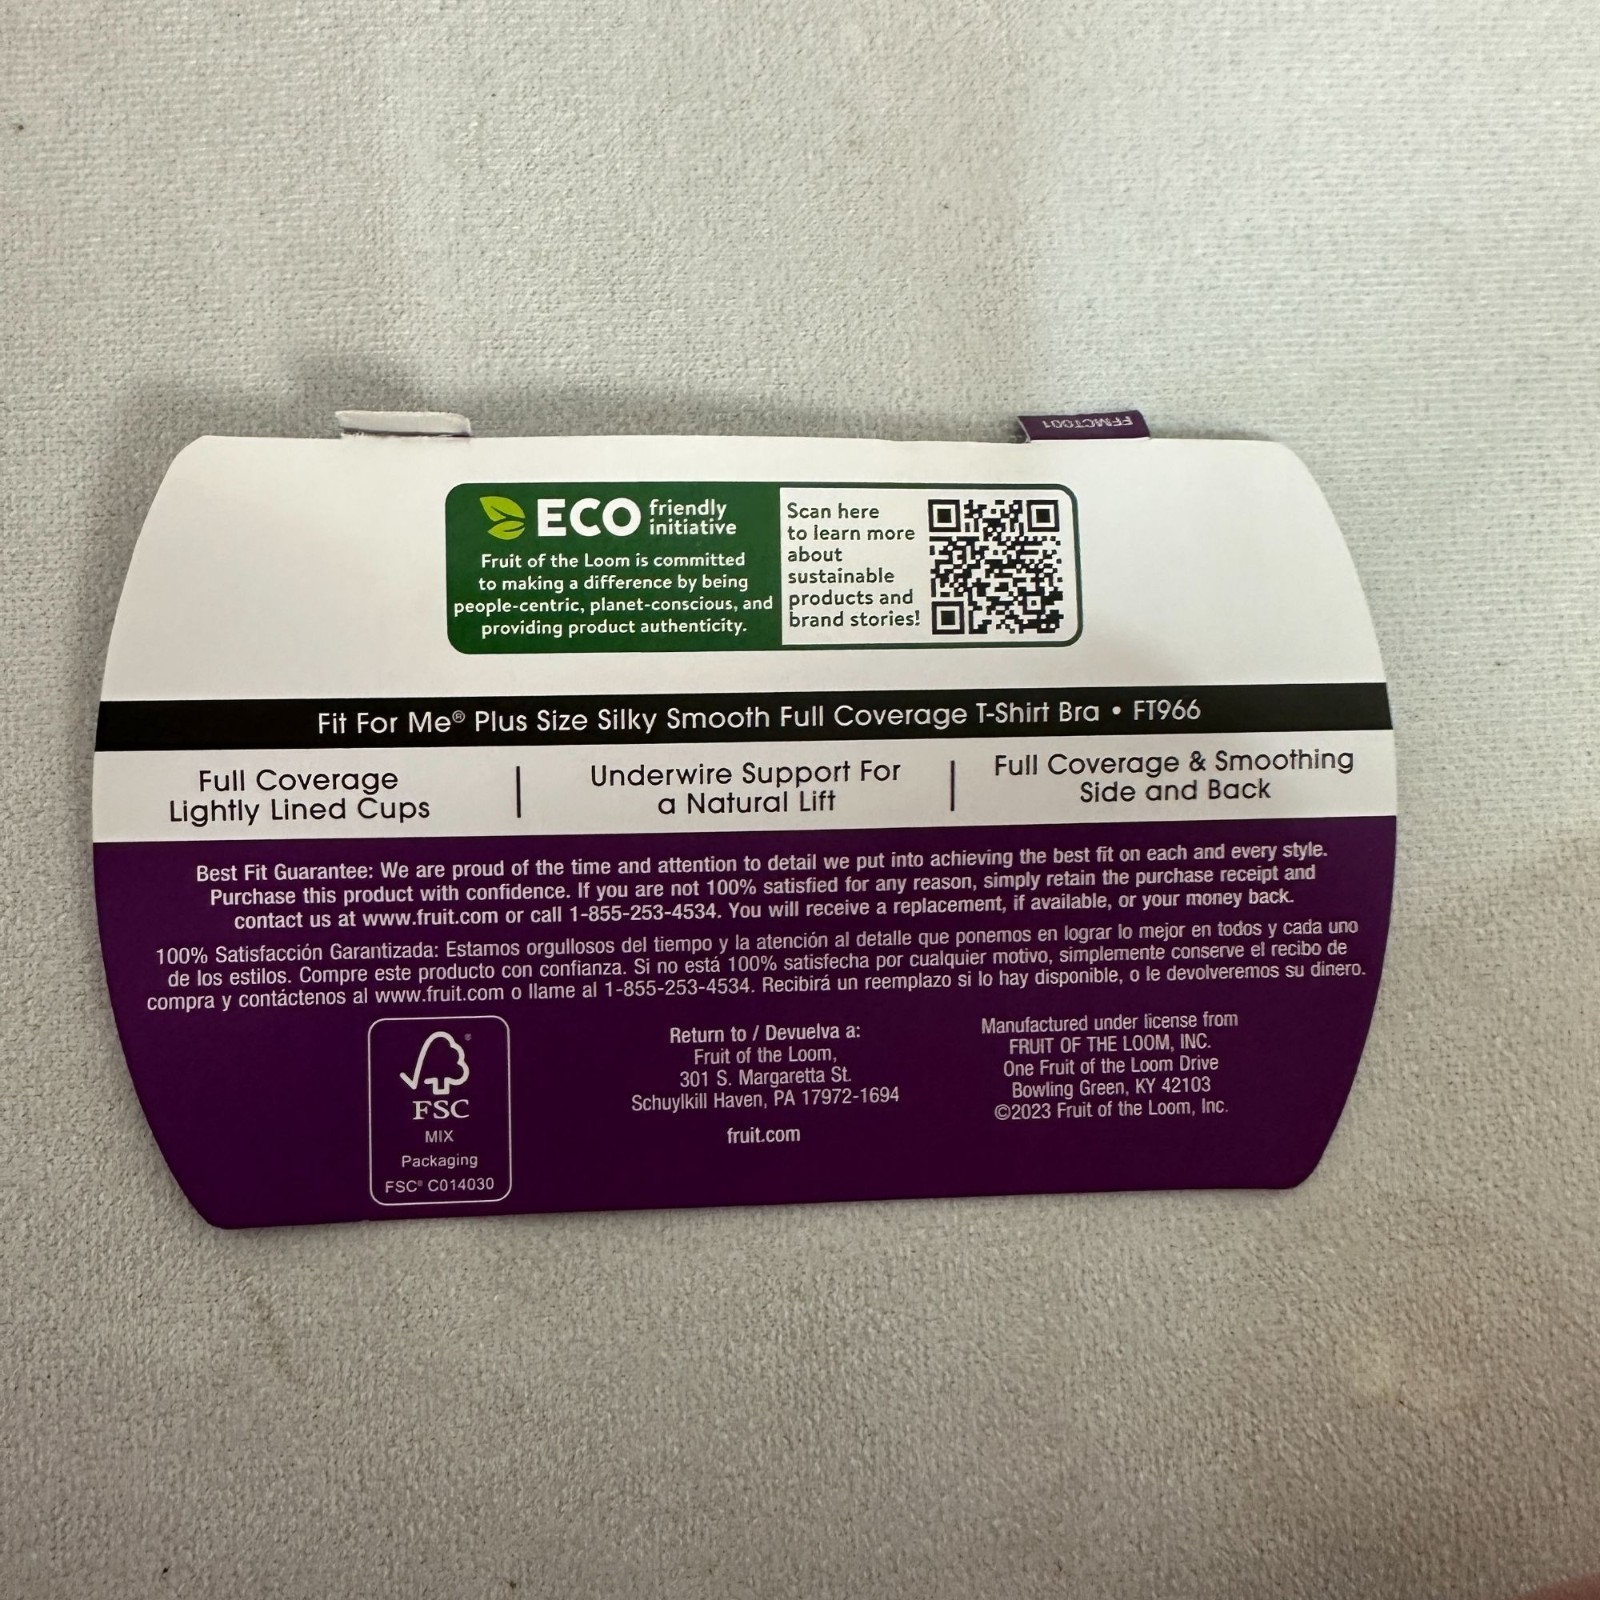 FFMCT001
ECO friendly initiative
Fruit of the Loom is committed
to making a difference by being
people-centric, planet-conscious, and
providing product authenticity.
Scan here
to learn more
about
sustainable
products and
brand stories!
Fit For Me® Plus Size Silky Smooth Full Coverage T-Shirt Bra • FT966
Full Coverage
Lightly Lined Cups
Underwire Support For
a Natural Lift
Full Coverage & Smoothing
Side and Back
Best Fit Guarantee: We are proud of the time and attention to detail we put into achieving the best fit on each and every style.
Purchase this product with confidence. If you are not 100% satisfied for any reason, simply retain the purchase receipt and
contact us at www.fruit.com or call 1-855-253-4534. You will receive a replacement, if available, or your money back.
100% Satisfacción Garantizada: Estamos orgullosos del tiempo y la atención al detalle que ponemos en lograr lo mejor en todos y cada uno
de los estilos. Compre este producto con confianza. Si no está 100% satisfecha por cualquier motivo, simplemente conserve el recibo de
compra y contáctenos al www.fruit.com o llame al 1-855-253-4534. Recibirá un reemplazo si lo hay disponible, o le devolveremos su dinero.
®
FSC
MIX
Packaging
FSC® C014030
Return to / Devuelva a:
Fruit of the Loom,
301 S. Margaretta St.
Schuylkill Haven, PA 17972-1694
fruit.com
Manufactured under license from
FRUIT OF THE LOOM, INC.
One Fruit of the Loom Drive
Bowling Green, KY 42103
©2023 Fruit of the Loom, Inc.